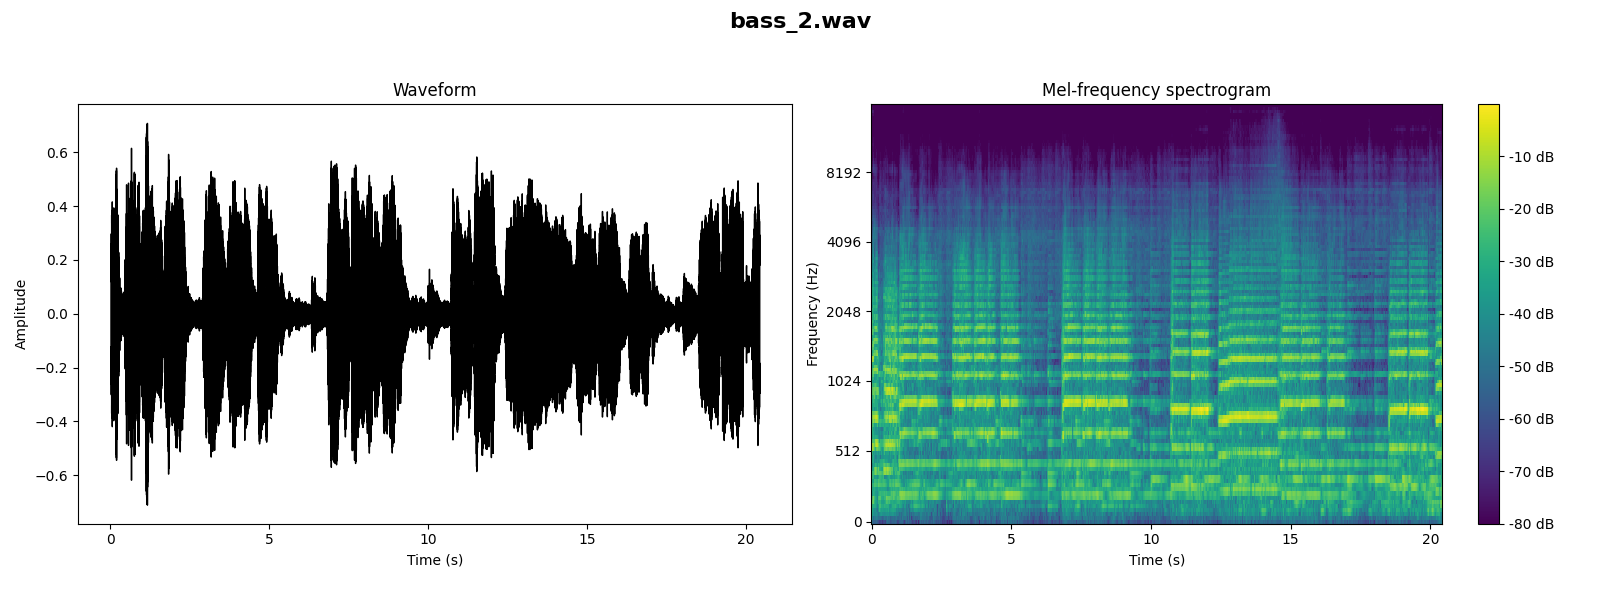 bass_2.wav
Waveform
Amplitude
0.6
0.4
0.2
0.0
−0.2
−0.4
−0.6
0
5
10
15
20
Time (s)
Mel-frequency spectrogram
Frequency (Hz)
8192
4096
2048
1024
512
0
0
5
10
15
20
Time (s)
-10 dB
-20 dB
-30 dB
-40 dB
-50 dB
-60 dB
-70 dB
-80 dB